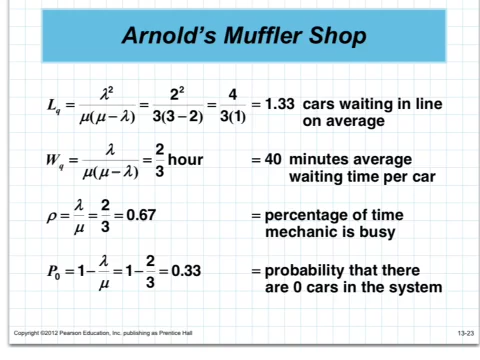 Arnold's Muffler Shop
L_q = λ²/μ(μ − λ) = 2²/3(3 − 2) = 4/3(1) = 1.33 cars waiting in line
on average
W_q = λ/μ(μ − λ) = 2/3 hour = 40 minutes average
waiting time per car
ρ = λ/μ = 2/3 = 0.67 = percentage of time
mechanic is busy
P₀ = 1 − λ/μ = 1 − 2/3 = 0.33 = probability that there
are 0 cars in the system
Copyright ©2012 Pearson Education, Inc. publishing as Prentice Hall 13-23